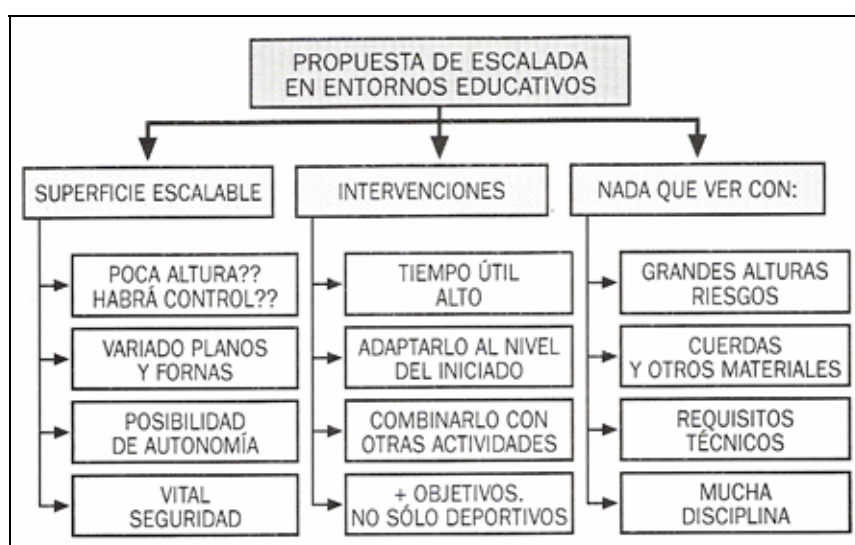 PROPUESTA DE ESCALADA
EN ENTORNOS EDUCATIVOS
SUPERFICIE ESCALABLE
POCA ALTURA??
HABRÁ CONTROL??
VARIADO PLANOS
Y FORNAS
POSIBILIDAD
DE AUTONOMÍA
VITAL
SEGURIDAD
INTERVENCIONES
TIEMPO ÚTIL
ALTO
ADAPTARLO AL NIVEL
DEL INICIADO
COMBINARLO CON
OTRAS ACTIVIDADES
+ OBJETIVOS.
NO SÓLO DEPORTIVOS
NADA QUE VER CON:
GRANDES ALTURAS
RIESGOS
CUERDAS
Y OTROS MATERIALES
REQUISITOS
TÉCNICOS
MUCHA
DISCIPLINA